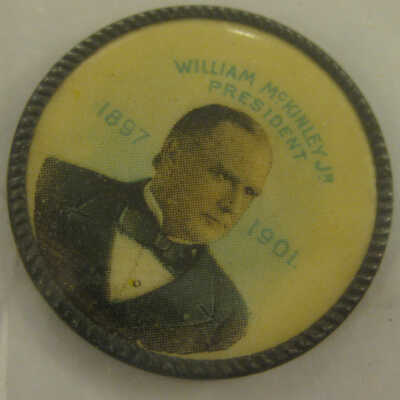 WILLIAM McKINLEY JR
PRESIDENT
1897
1901.